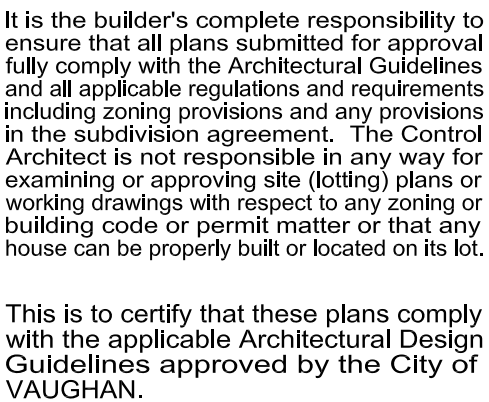 It is the builder's complete responsibility to
ensure that all plans submitted for approval
fully comply with the Architectural Guidelines
and all applicable regulations and requirements
including zoning provisions and any provisions
in the subdivision agreement.  The Control
Architect is not responsible in any way for
examining or approving site (lotting) plans or
working drawings with respect to any zoning or
building code or permit matter or that any
house can be properly built or located on its lot.

This is to certify that these plans comply
with the applicable Architectural Design
Guidelines approved by the City of
VAUGHAN.